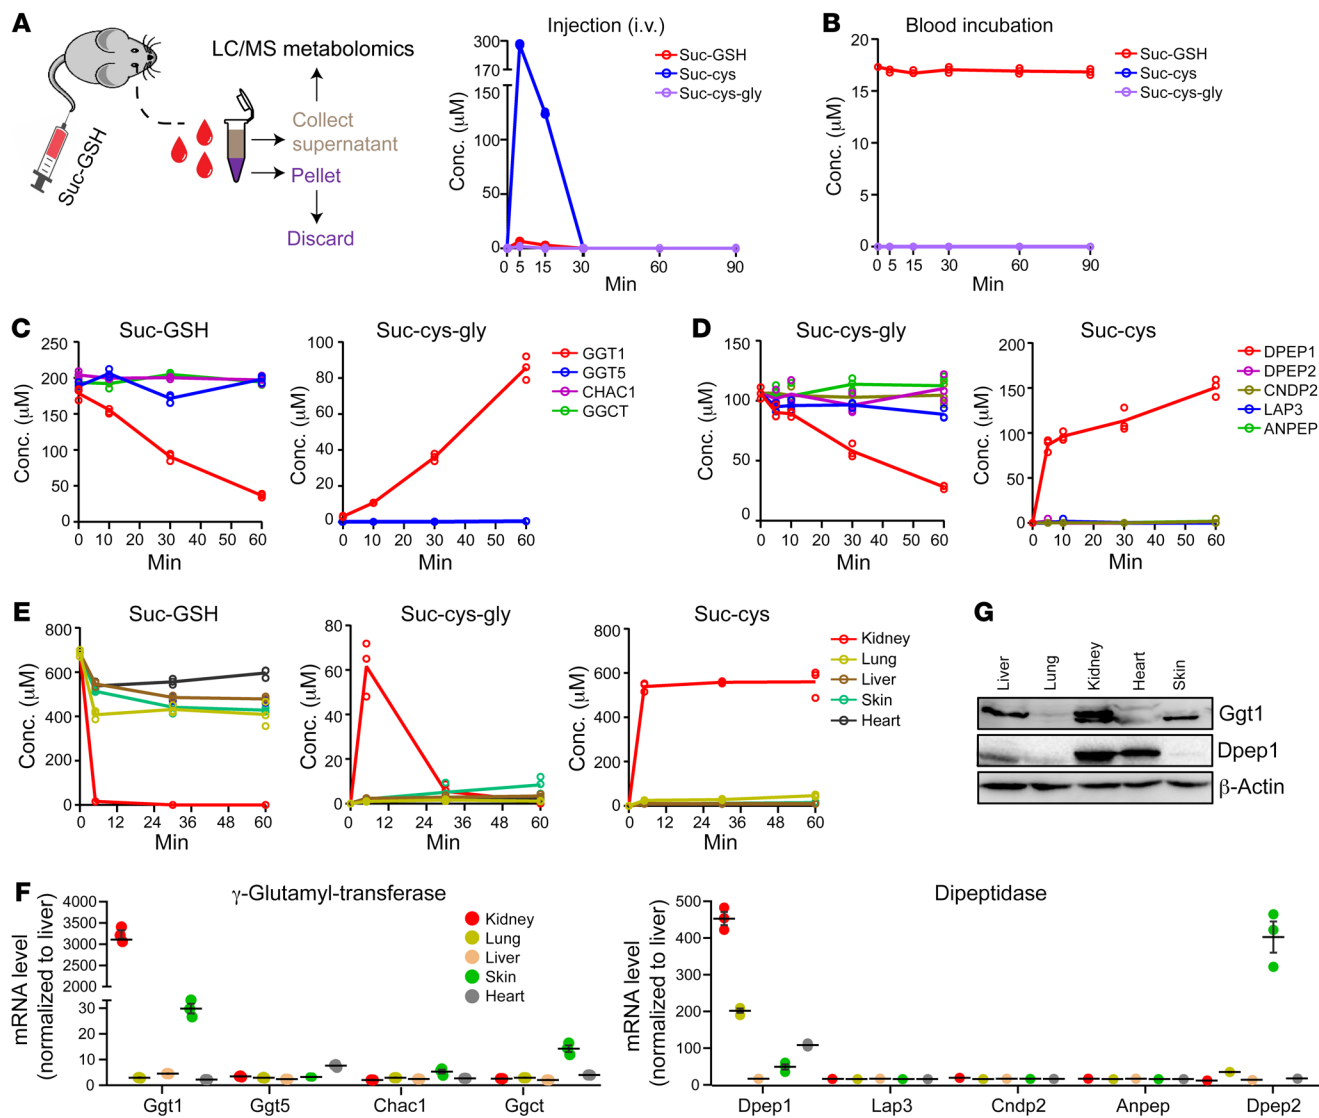 A
LC/MS metabolomics
Suc-GSH
Collect
supernatant
Pellet
Discard
Injection (i.v.)
Conc. (μM)
300
170
150
100
50
0
0 5 15 30 60 90
Min
Suc-GSH
Suc-cys
Suc-cys-gly
B
Blood incubation
Conc. (μM)
20
15
10
5
0
0 5 15 30 60 90
Min
Suc-GSH
Suc-cys
Suc-cys-gly
C
Suc-GSH
Conc. (μM)
250
200
150
100
50
0
0 10 20 30 40 50 60
Min
Suc-cys-gly
Conc. (μM)
100
80
60
40
20
0
0 10 20 30 40 50 60
Min
GGT1
GGT5
CHAC1
GGCT
D
Suc-cys-gly
Conc. (μM)
150
100
50
0
0 10 20 30 40 50 60
Min
Suc-cys
Conc. (μM)
200
150
100
50
0
0 10 20 30 40 50 60
Min
DPEP1
DPEP2
CNDP2
LAP3
ANPEP
E
Suc-GSH
Conc. (μM)
800
600
400
200
0
0 12 24 36 48 60
Min
Suc-cys-gly
Conc. (μM)
80
60
40
20
0
0 12 24 36 48 60
Min
Suc-cys
Conc. (μM)
800
600
400
200
0
0 12 24 36 48 60
Min
Kidney
Lung
Liver
Skin
Heart
G
Liver
Lung
Kidney
Heart
Skin
Ggt1
Dpep1
β-Actin
F
γ-Glutamyl-transferase
mRNA level
(normalized to liver)
4000
3500
3000
2500
2000
30
20
10
0
Ggt1 Ggt5 Chac1 Ggct
Kidney
Lung
Liver
Skin
Heart
Dipeptidase
mRNA level
(normalized to liver)
500
400
300
200
100
0
Dpep1 Lap3 Cndp2 Anpep Dpep2